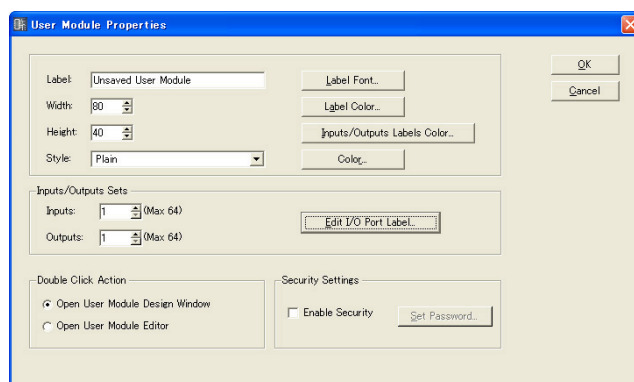 User Module Properties
Label: Unsaved User Module Label Font... OK
Width: 80 Label Color... Cancel
Height: 40 Inputs/Outputs Labels Color...
Style: Plain Color...
Inputs/Outputs Sets
Inputs: 1 (Max 64) Edit I/O Port Label...
Outputs: 1 (Max 64)
Double Click Action Security Settings
Open User Module Design Window Enable Security Set Password...
Open User Module Editor